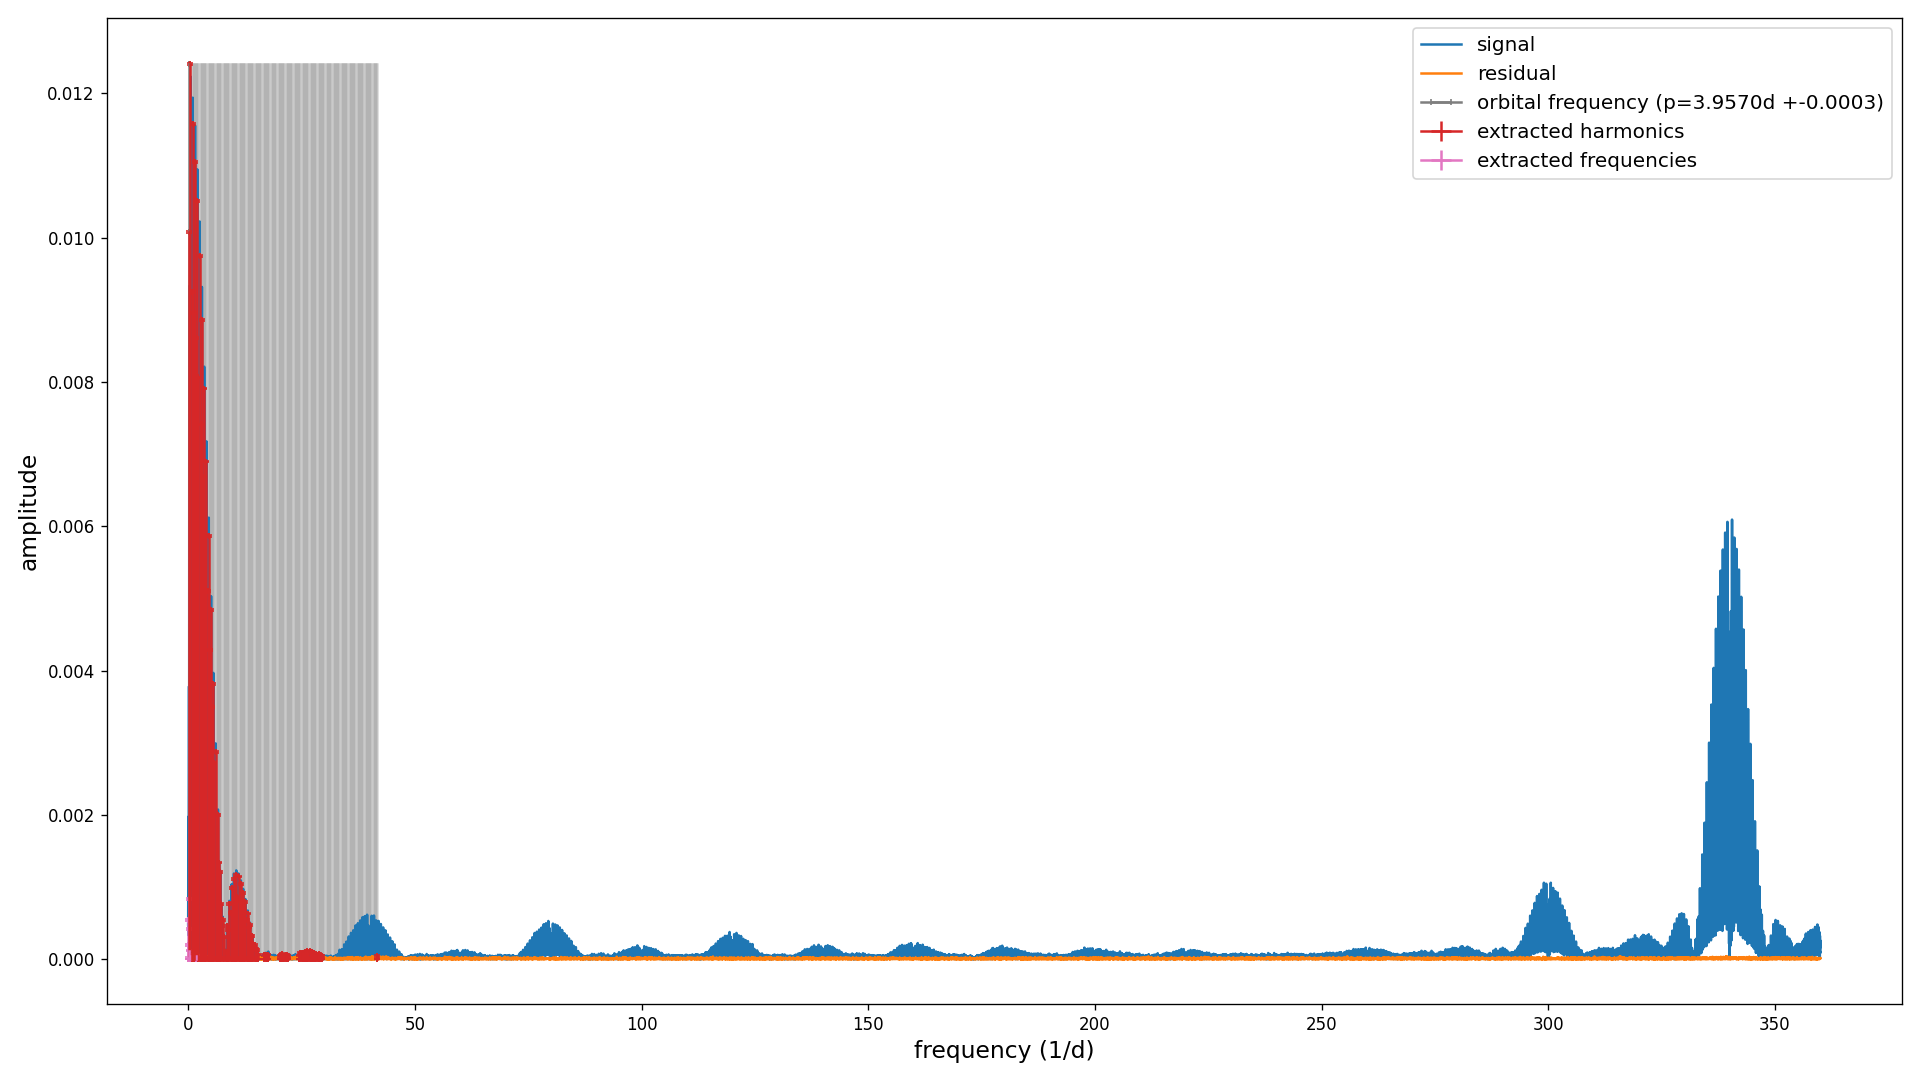 signal
residual
orbital frequency (p=3.9570d +-0.0003)
extracted harmonics
extracted frequencies
0.012
0.010
0.008
0.006
0.004
0.002
0.000
amplitude
0 50 100 150 200 250 300 350
frequency (1/d)